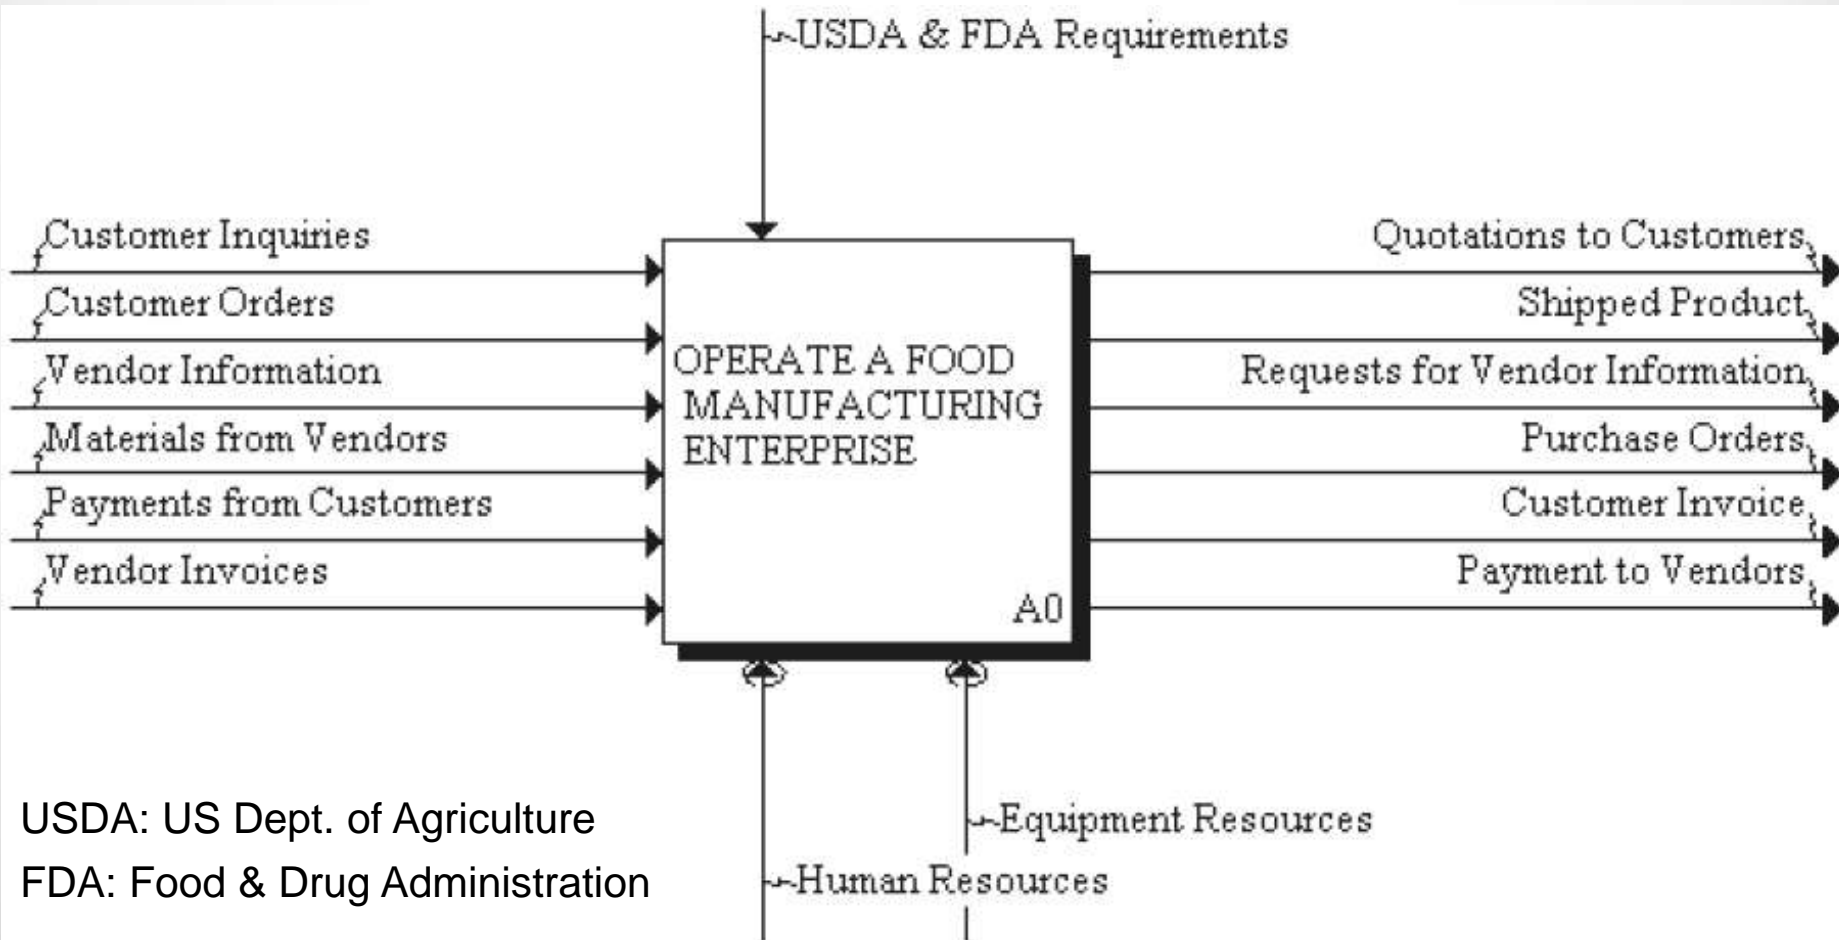 USDA & FDA Requirements
Customer Inquiries
Customer Orders
Vendor Information
Materials from Vendors
Payments from Customers
Vendor Invoices
OPERATE A FOOD
MANUFACTURING
ENTERPRISE
A0
Quotations to Customers
Shipped Product
Requests for Vendor Information
Purchase Orders
Customer Invoice
Payment to Vendors
Equipment Resources
Human Resources
USDA: US Dept. of Agriculture
FDA: Food & Drug Administration